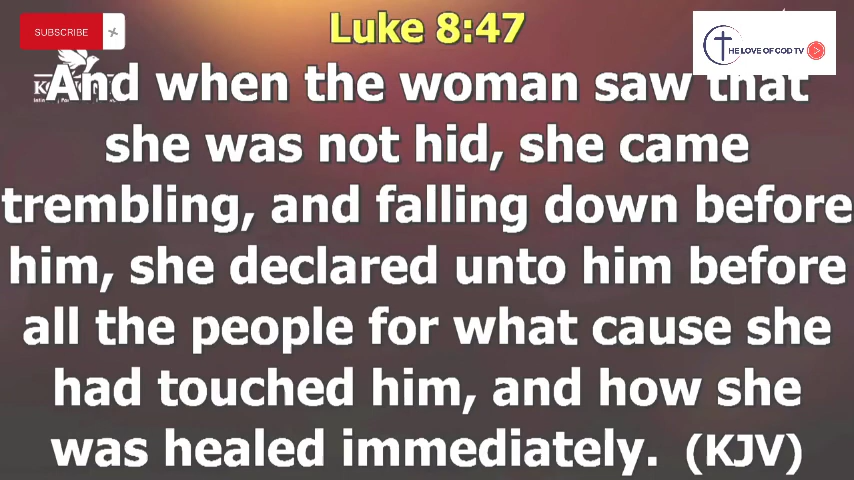 SUBSCRIBE
Luke 8:47
THE LOVE OF GOD TV
And when the woman saw that
she was not hid, she came
trembling, and falling down before
him, she declared unto him before
all the people for what cause she
had touched him, and how she
was healed immediately. (KJV)